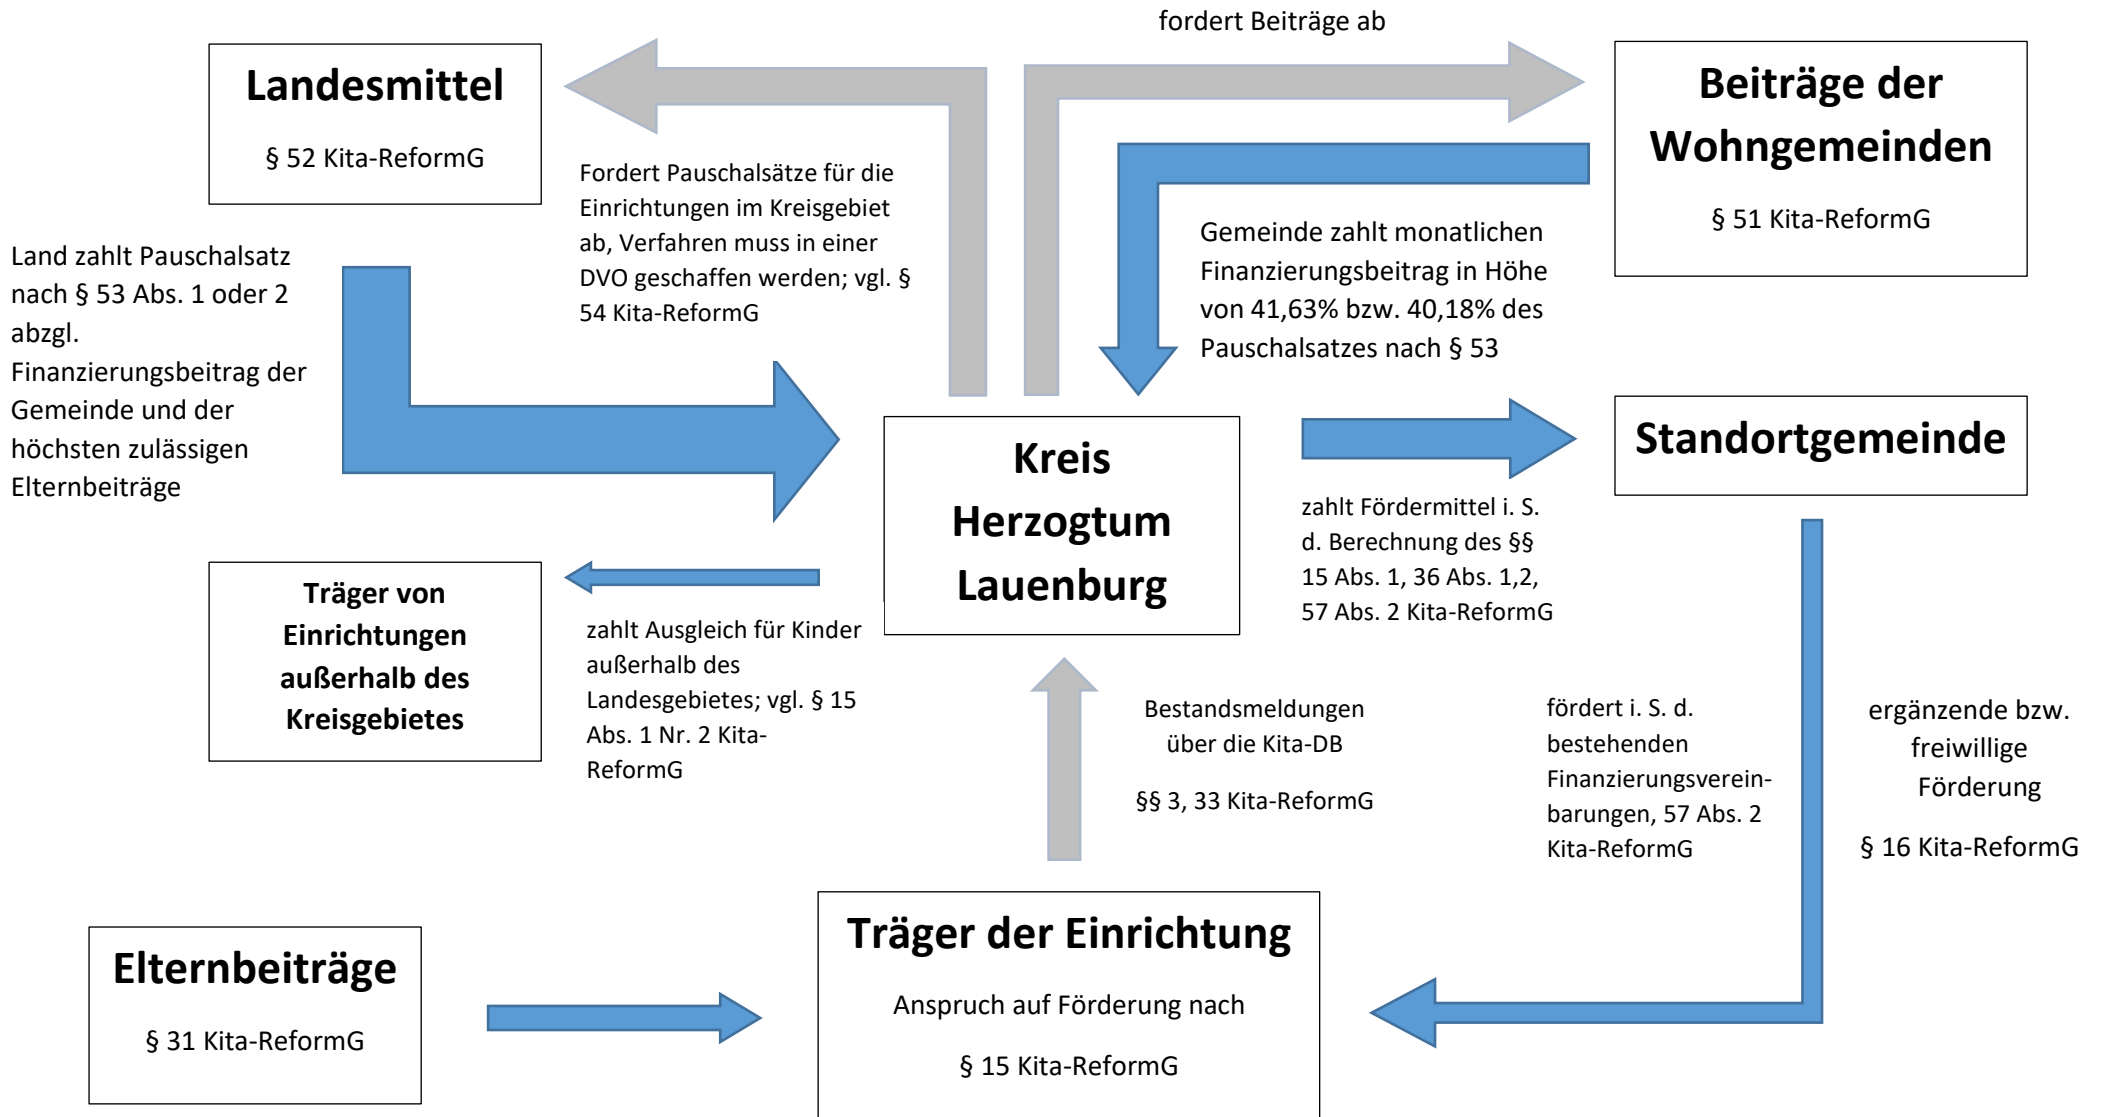 fordert Beiträge ab
Landesmittel
§ 52 Kita-ReformG
Beiträge der
Wohngemeinden
§ 51 Kita-ReformG
Fordert Pauschalsätze für die
Einrichtungen im Kreisgebiet
ab, Verfahren muss in einer
DVO geschaffen werden; vgl. §
54 Kita-ReformG
Gemeinde zahlt monatlichen
Finanzierungsbeitrag in Höhe
von 41,63% bzw. 40,18% des
Pauschalsatzes nach § 53
Land zahlt Pauschalsatz
nach § 53 Abs. 1 oder 2
abzgl.
Finanzierungsbeitrag der
Gemeinde und der
höchsten zulässigen
Elternbeiträge
Kreis
Herzogtum
Lauenburg
Standortgemeinde
zahlt Fördermittel i. S.
d. Berechnung des §§
15 Abs. 1, 36 Abs. 1,2,
57 Abs. 2 Kita-ReformG
Träger von
Einrichtungen
außerhalb des
Kreisgebietes
zahlt Ausgleich für Kinder
außerhalb des
Landesgebietes; vgl. § 15
Abs. 1 Nr. 2 Kita-
ReformG
Bestandsmeldungen
über die Kita-DB
§§ 3, 33 Kita-ReformG
fördert i. S. d.
bestehenden
Finanzierungsverein-
barungen, 57 Abs. 2
Kita-ReformG
ergänzende bzw.
freiwillige
Förderung
§ 16 Kita-ReformG
Elternbeiträge
§ 31 Kita-ReformG
Träger der Einrichtung
Anspruch auf Förderung nach
§ 15 Kita-ReformG